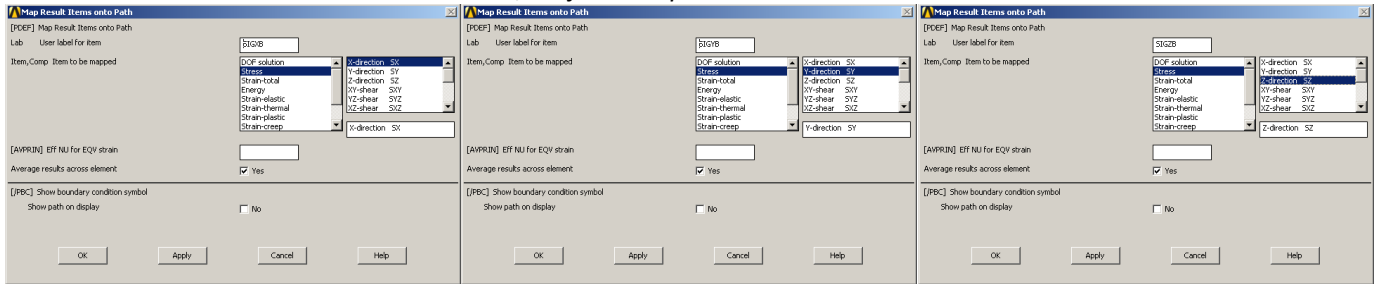 Map Result Items onto Path
[PDEF] Map Result Items onto Path
Lab User label for item SIGXB
Item,Comp Item to be mapped
DOF solution
Stress
Strain-total
Energy
Strain-elastic
Strain-thermal
Strain-plastic
Strain-creep
X-direction SX
Y-direction SY
Z-direction SZ
XY-shear SXY
YZ-shear SYZ
XZ-shear SXZ
X-direction SX
[AVPRIN] Eff NU for EQV strain
Average results across element Yes
[/PBC] Show boundary condition symbol
Show path on display No
OK Apply Cancel Help
Map Result Items onto Path
[PDEF] Map Result Items onto Path
Lab User label for item SIGYB
Item,Comp Item to be mapped
DOF solution
Stress
Strain-total
Energy
Strain-elastic
Strain-thermal
Strain-plastic
Strain-creep
X-direction SX
Y-direction SY
Z-direction SZ
XY-shear SXY
YZ-shear SYZ
XZ-shear SXZ
Y-direction SY
[AVPRIN] Eff NU for EQV strain
Average results across element Yes
[/PBC] Show boundary condition symbol
Show path on display No
OK Apply Cancel Help
Map Result Items onto Path
[PDEF] Map Result Items onto Path
Lab User label for item SIGZB
Item,Comp Item to be mapped
DOF solution
Stress
Strain-total
Energy
Strain-elastic
Strain-thermal
Strain-plastic
Strain-creep
X-direction SX
Y-direction SY
Z-direction SZ
XY-shear SXY
YZ-shear SYZ
XZ-shear SXZ
Z-direction SZ
[AVPRIN] Eff NU for EQV strain
Average results across element Yes
[/PBC] Show boundary condition symbol
Show path on display No
OK Apply Cancel Help